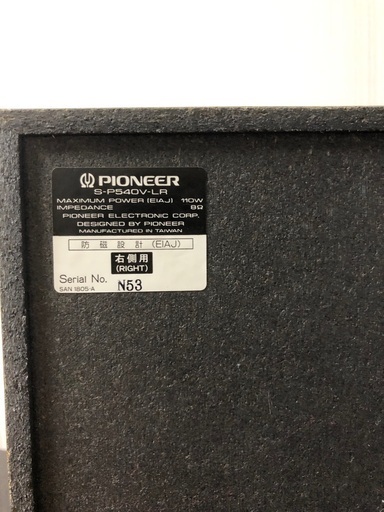 PIONEER
S-P540V-LR
MAXIMUM POWER (EIAJ) 110W
IMPEDANCE 8Ω
PIONEER ELECTRONIC CORP.
DESIGNED BY PIONEER
MANUFACTURED IN TAIWAN
防磁設計(EIAJ)
右側用
(RIGHT)
Serial No. N53
SAN 1805-A